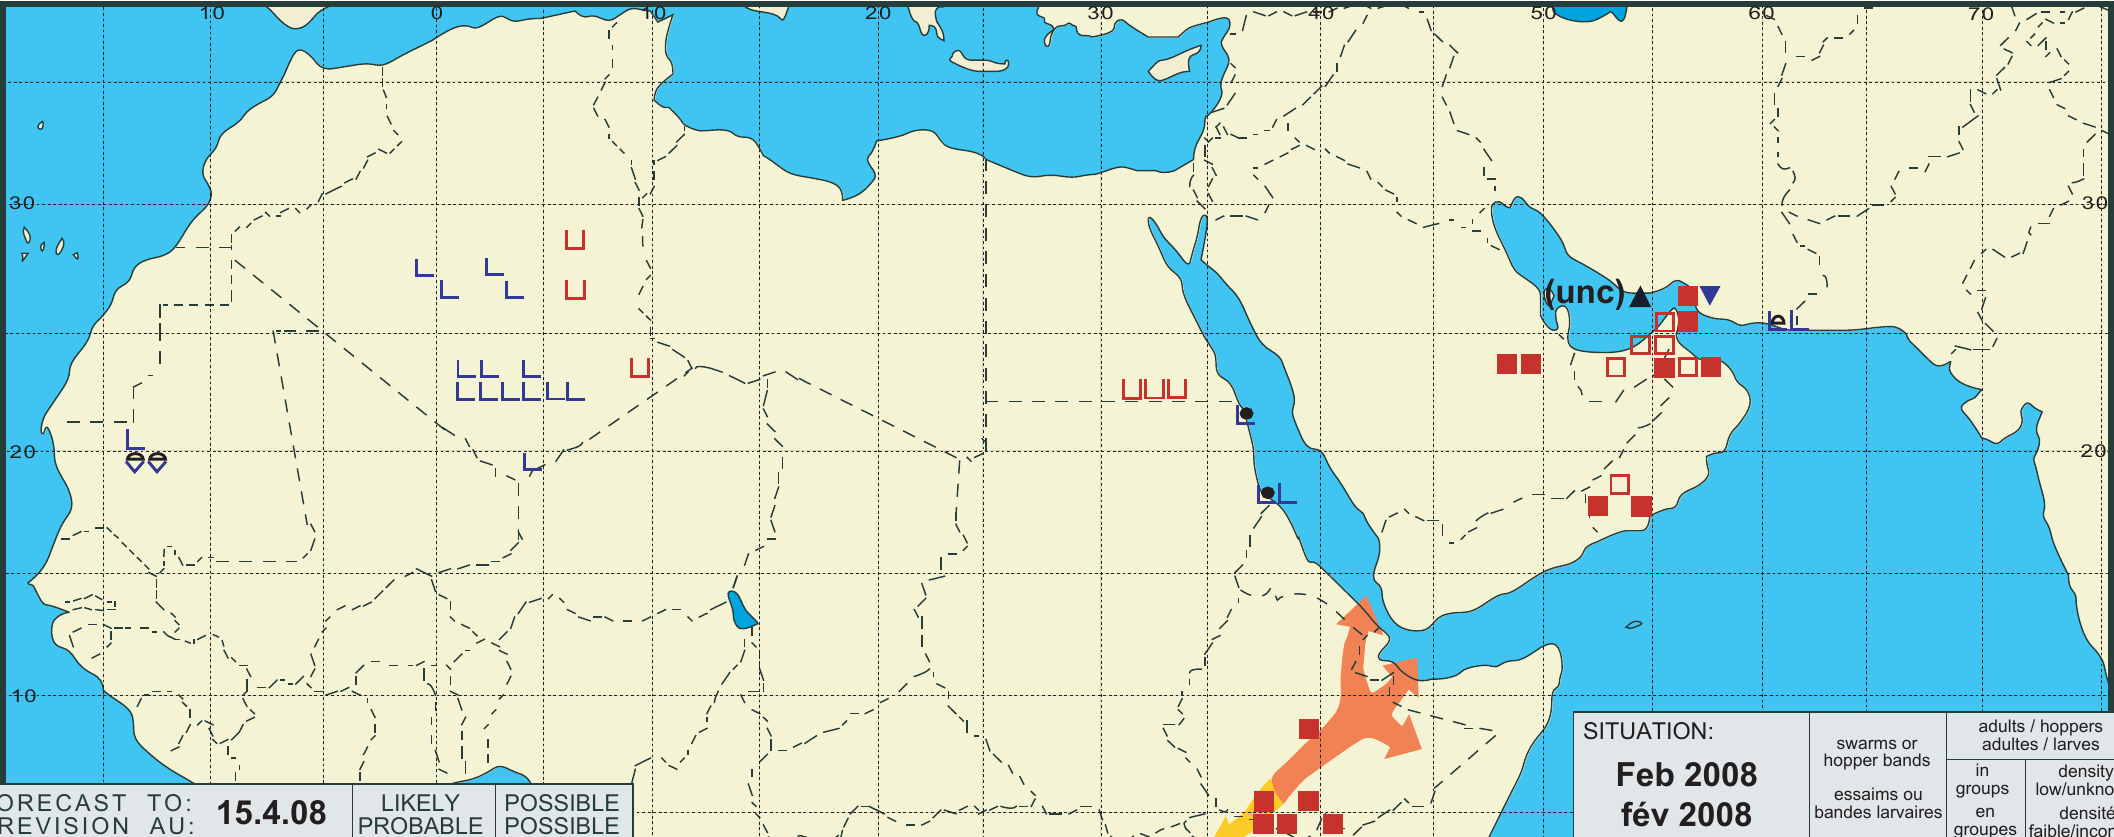 10 0 10 20 30 40 50 60 70
30 30
(unc)
e
20 20
10
SITUATION:
Feb 2008
fév 2008
swarms or
hopper bands
essaims ou
bandes larvaires
adults / hoppers
adultes / larves
in
groups
en
groupes
density
low/unkno
densité
faible/incor
ORECAST TO:
REVISION AU:
15.4.08
LIKELY
PROBABLE
POSSIBLE
POSSIBLE